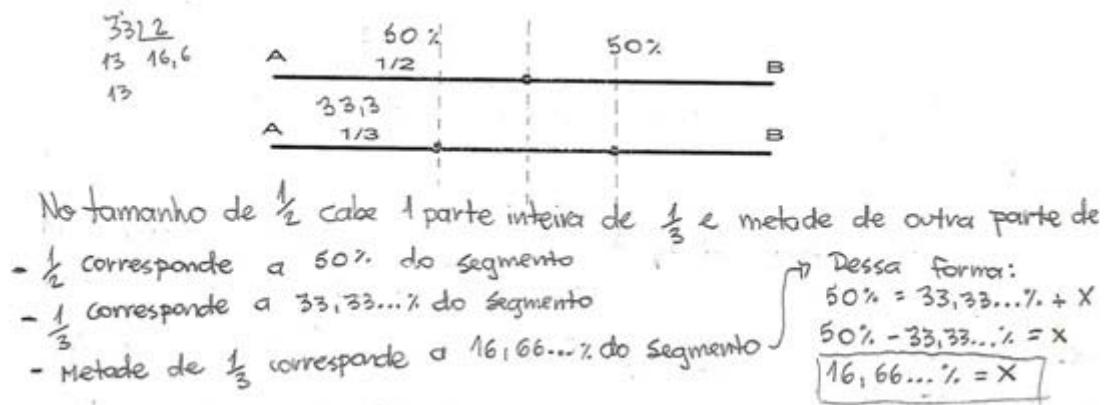 33 2
13 16,6
13
50% 50%
A 1/2 B
33,3
A 1/3 B
No tamanho de 1/2 cabe 1 parte inteira de 1/3 e metade de outra parte de
- 1/2 corresponde a 50% do segmento
- 1/3 corresponde a 33,33...% do segmento
- Metade de 1/3 corresponde a 16,66...% do segmento
Dessa forma:
50% = 33,33...% + X
50% - 33,33...% = X
16,66...% = X